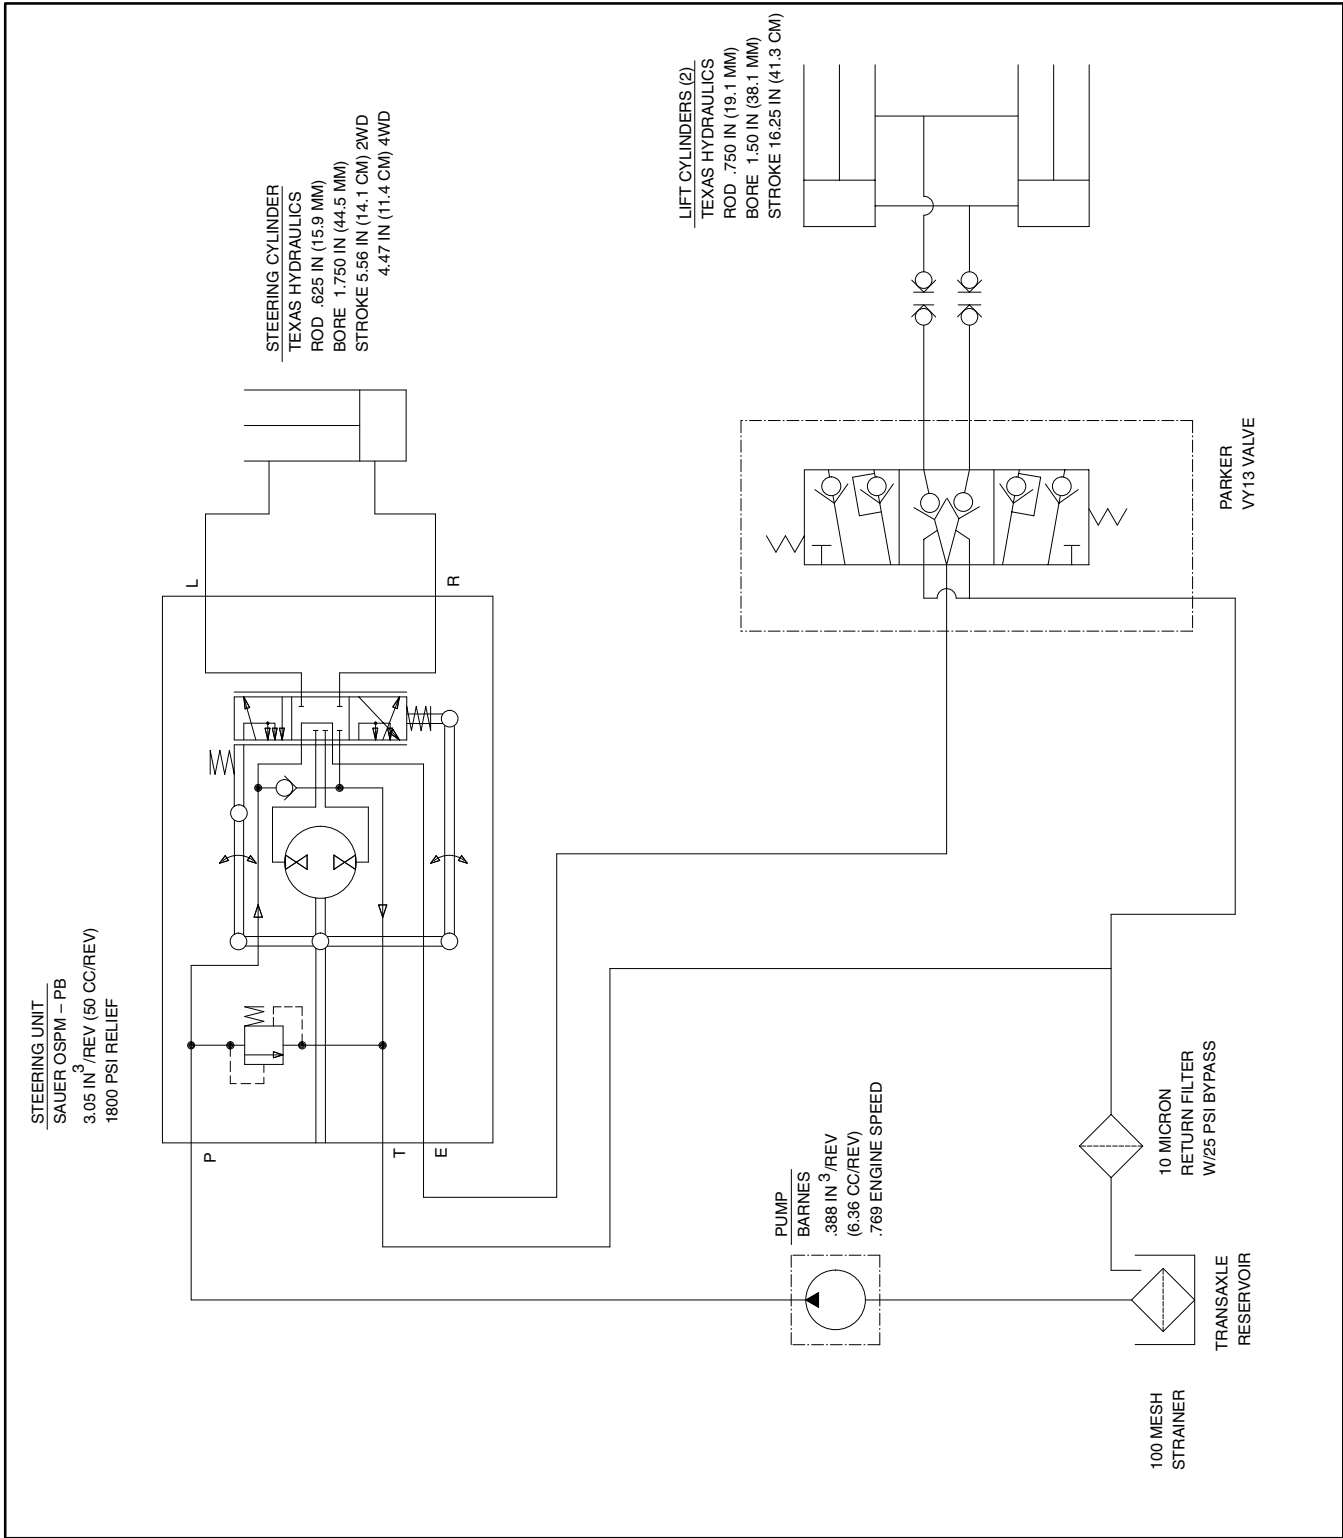 STEERING UNIT
SAUER OSPM – PB
3.05 IN³/REV (50 CC/REV)
1800 PSI RELIEF
P
T
E
L
R
STEERING CYLINDER
TEXAS HYDRAULICS
ROD .625 IN (15.9 MM)
BORE 1.750 IN (44.5 MM)
STROKE 5.56 IN (14.1 CM) 2WD
4.47 IN (11.4 CM) 4WD
LIFT CYLINDERS (2)
TEXAS HYDRAULICS
ROD .750 IN (19.1 MM)
BORE 1.50 IN (38.1 MM)
STROKE 16.25 IN (41.3 CM)
PUMP
BARNES
.388 IN³/REV
(6.36 CC/REV)
.769 ENGINE SPEED
PARKER
VY13 VALVE
10 MICRON
RETURN FILTER
W/25 PSI BYPASS
100 MESH
STRAINER
TRANSAXLE
RESERVOIR